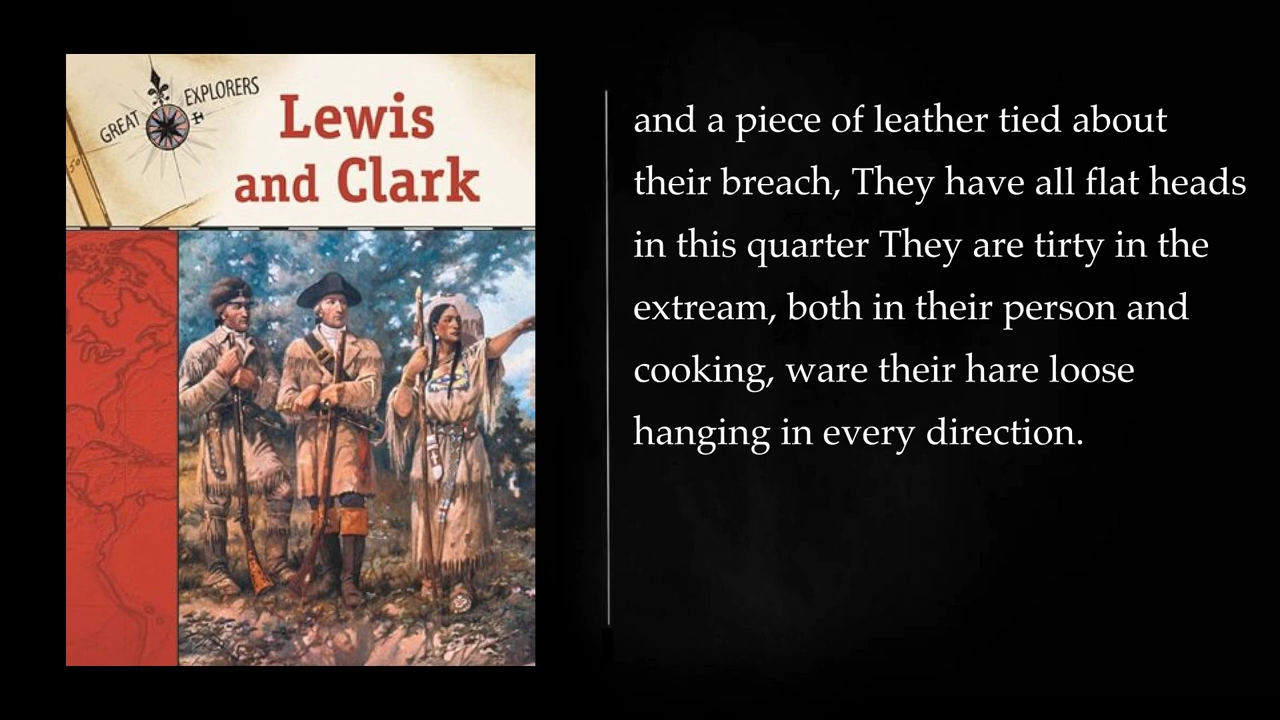 GREAT EXPLORERS
Lewis
and Clark
50
and a piece of leather tied about
their breach, They have all flat heads
in this quarter They are tirty in the
extream, both in their person and
cooking, ware their hare loose
hanging in every direction.